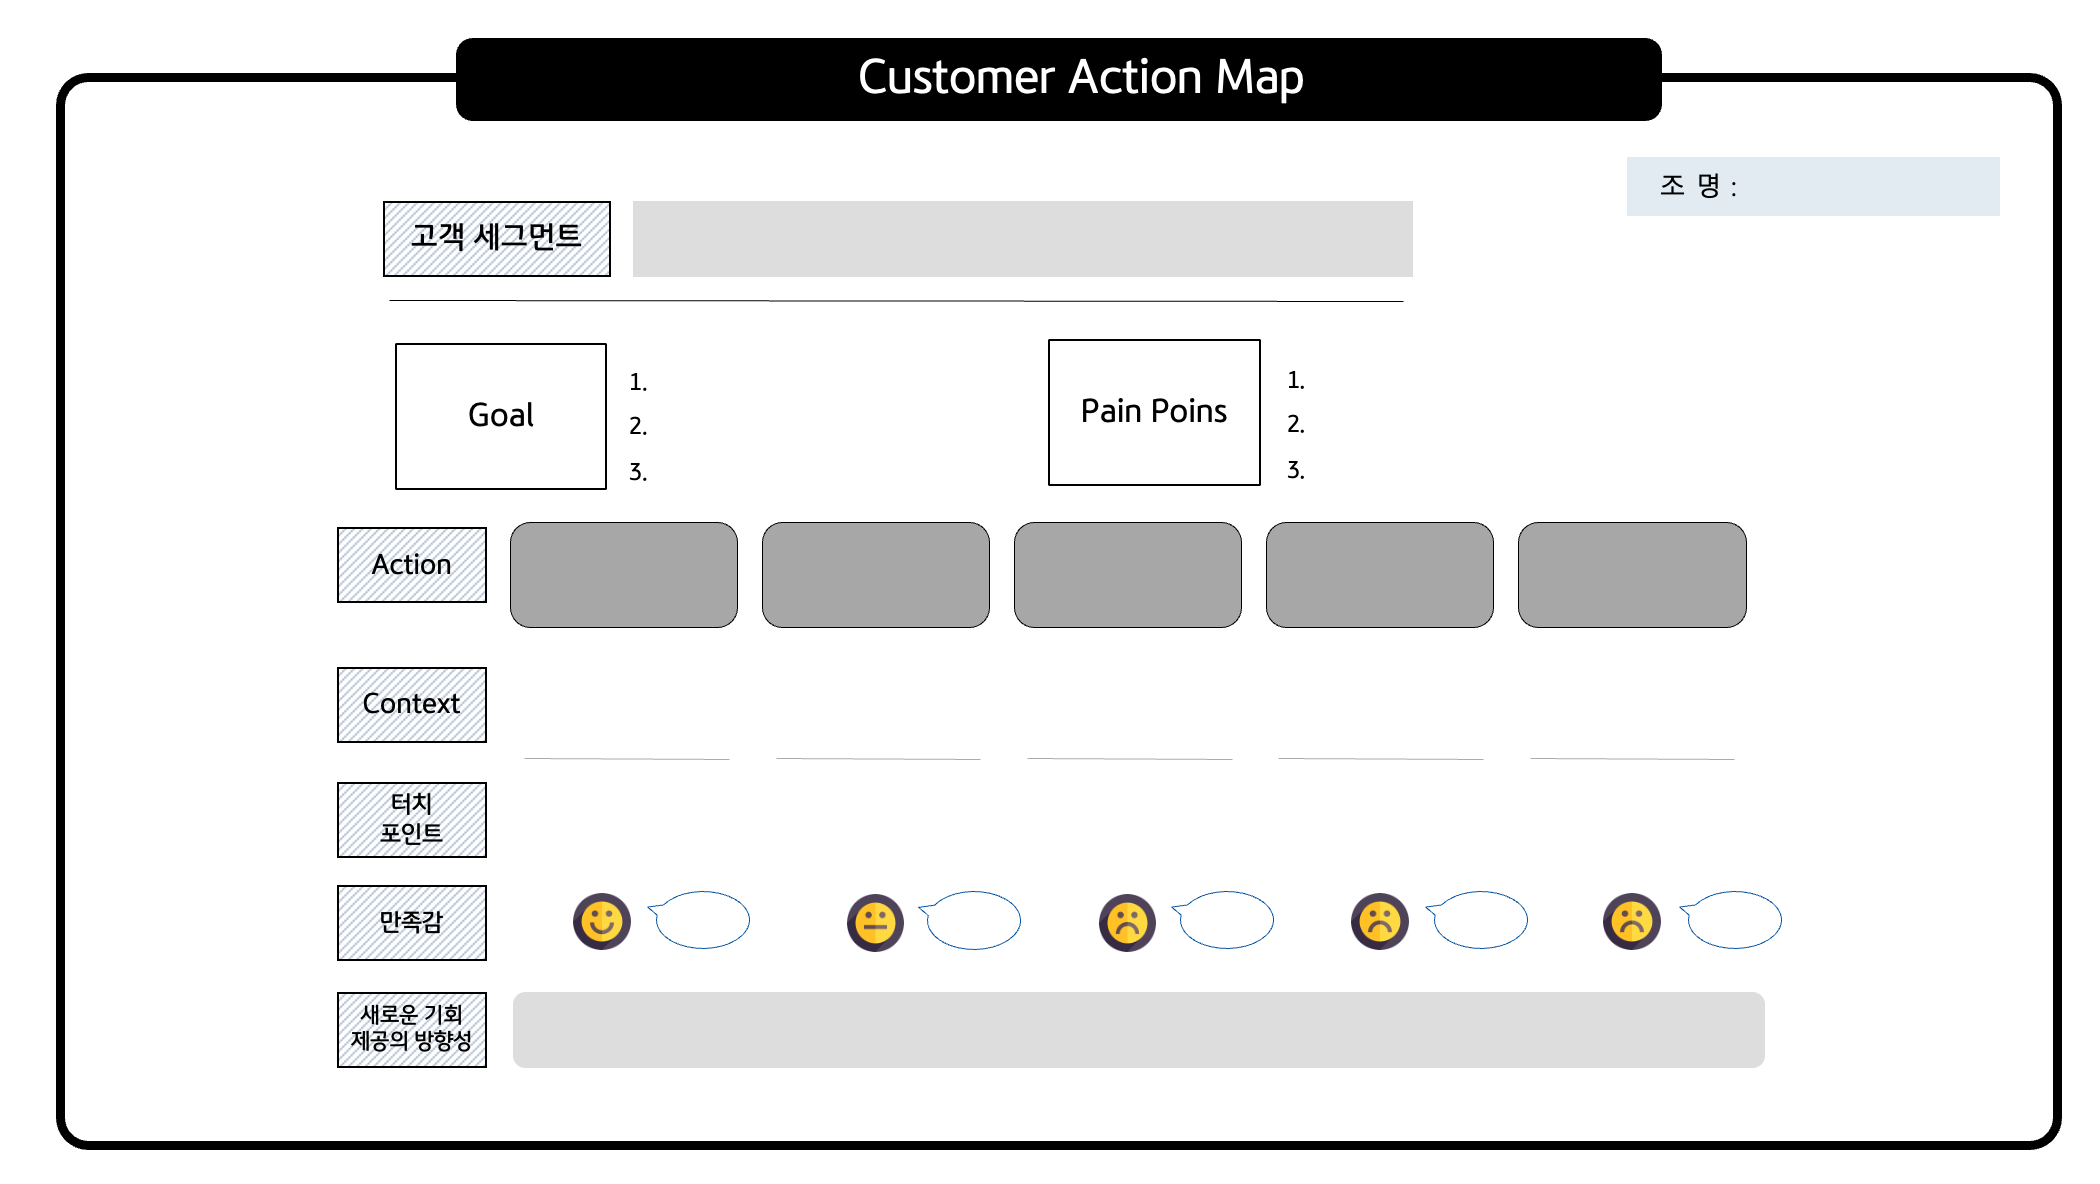 Customer Action Map
조 명 :
고객 세그먼트
Goal
1.
2.
3.
Pain Poins
1.
2.
3.
Action
Context
터치
포인트
만족감
새로운 기회
제공의 방향성